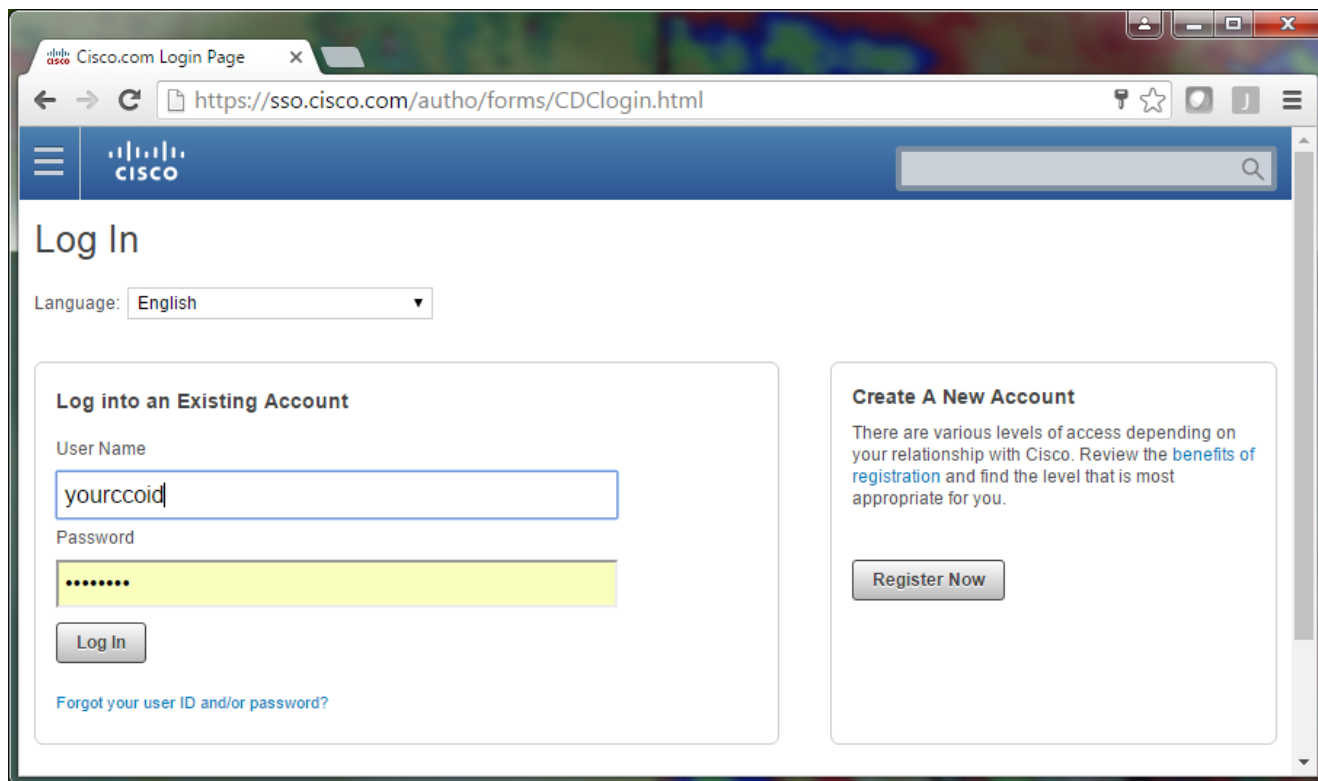 cisco Cisco.com Login Page
https://sso.cisco.com/autho/forms/CDClogin.html J
CISCO
Log In
Language: English
Log into an Existing Account
User Name
yourccoid
Password
••••••••
Log In
Forgot your user ID and/or password?
Create A New Account
There are various levels of access depending on
your relationship with Cisco. Review the benefits of
registration and find the level that is most
appropriate for you.
Register Now